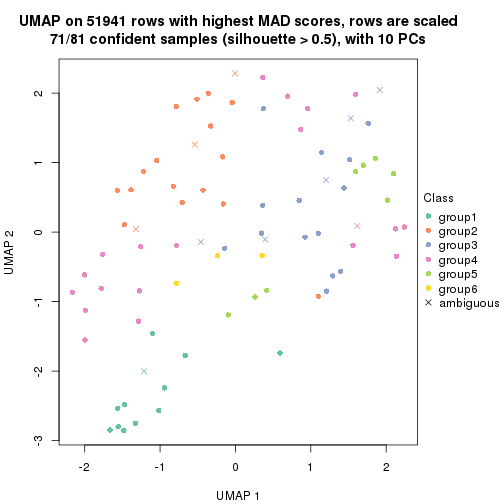 UMAP on 51941 rows with highest MAD scores, rows are scaled
71/81 confident samples (silhouette > 0.5), with 10 PCs
2
1
0
-1
-2
-3
UMAP 2
-2
-1
0
1
2
UMAP 1
Class
group1
group2
group3
group4
group5
group6
ambiguous